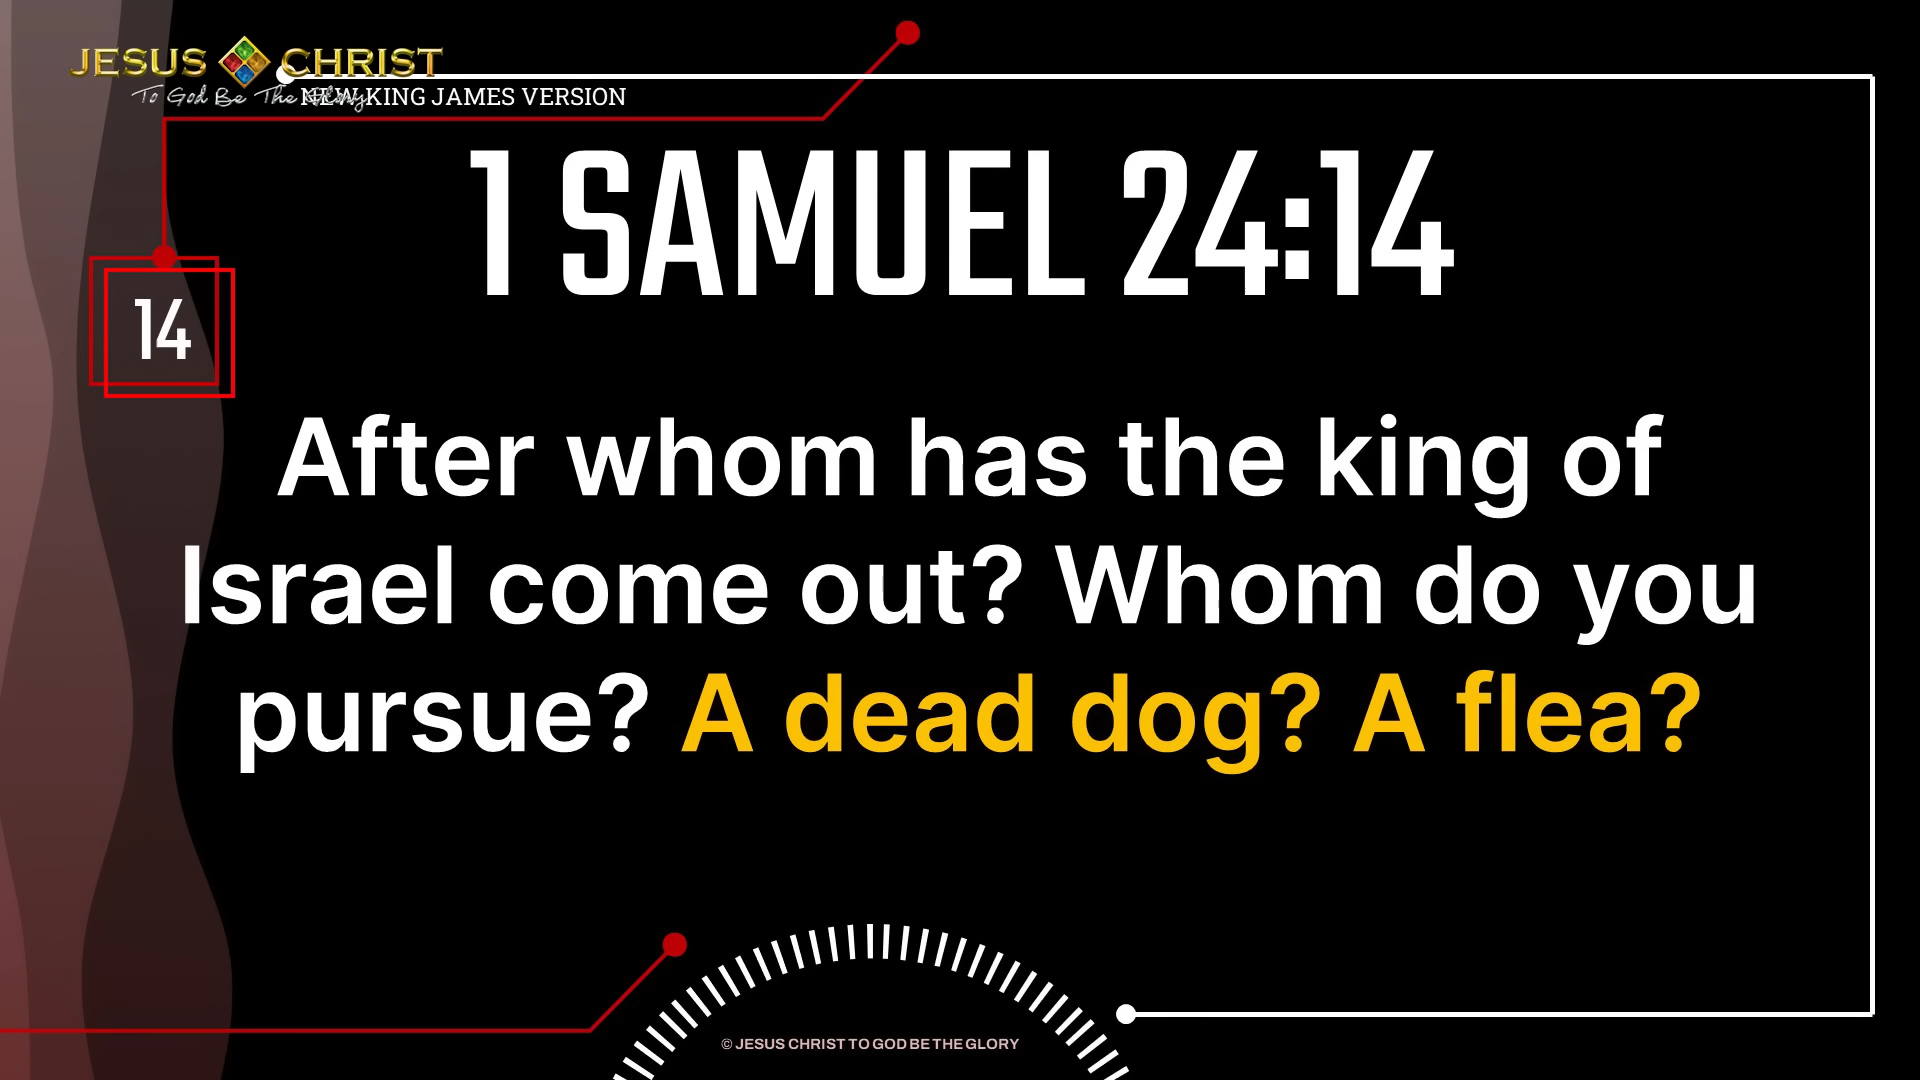 JESUS CHRIST
To God Be The Glory
NEW KING JAMES VERSION
1 SAMUEL 24:14
14
After whom has the king of
Israel come out? Whom do you
pursue? A dead dog? A flea?
© JESUS CHRIST TO GOD BE THE GLORY